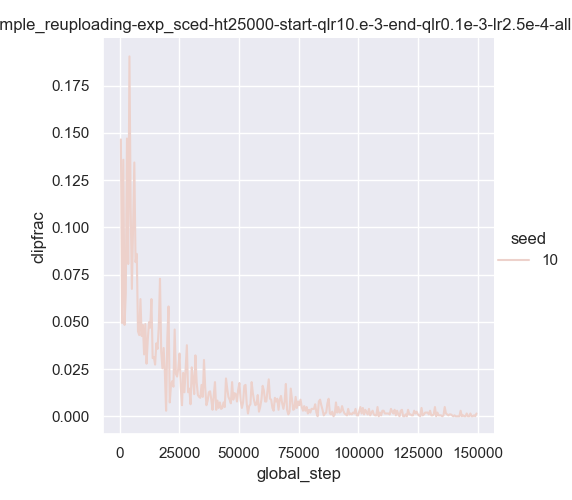 mple_reuploading-exp_sced-ht25000-start-qlr10.e-3-end-qlr0.1e-3-lr2.5e-4-all
0.175
0.150
0.125
0.100
0.075
0.050
0.025
0.000
dipfrac
0 25000 50000 75000 100000 125000 150000
global_step
seed
10